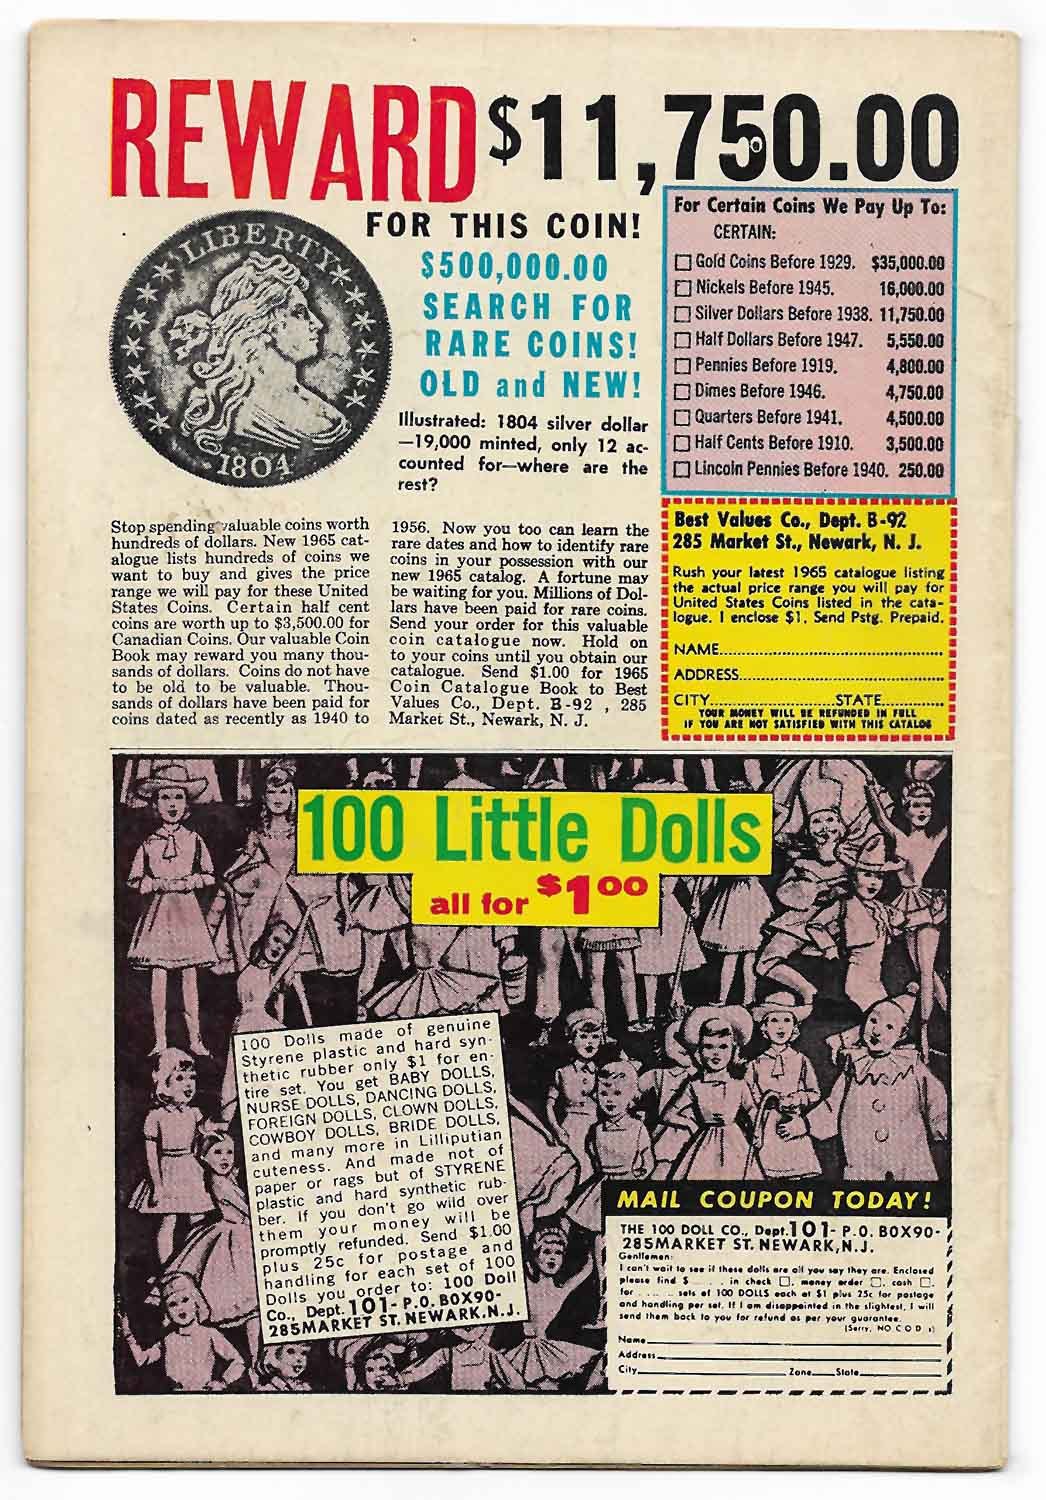 REWARD $11,750.00
FOR THIS COIN!
LIBERTY
1804
$500,000.00
SEARCH FOR
RARE COINS!
OLD and NEW!
Illustrated: 1804 silver dollar
—19,000 minted, only 12 ac-
counted for—where are the
rest?
For Certain Coins We Pay Up To:
CERTAIN:
Gold Coins Before 1929. $35,000.00
Nickels Before 1945. 16,000.00
Silver Dollars Before 1938. 11,750.00
Half Dollars Before 1947. 5,550.00
Pennies Before 1919. 4,800.00
Dimes Before 1946. 4,750.00
Quarters Before 1941. 4,500.00
Half Cents Before 1910. 3,500.00
Lincoln Pennies Before 1940. 250.00
Stop spending valuable coins worth
hundreds of dollars. New 1965 cat-
alogue lists hundreds of coins we
want to buy and gives the price
range we will pay for these United
States Coins. Certain half cent
coins are worth up to $3,500.00 for
Canadian Coins. Our valuable Coin
Book may reward you many thou-
sands of dollars. Coins do not have
to be old to be valuable. Thou-
sands of dollars have been paid for
coins dated as recently as 1940 to
1956. Now you too can learn the
rare dates and how to identify rare
coins in your possession with our
new 1965 catalog. A fortune may
be waiting for you. Millions of Dol-
lars have been paid for rare coins.
Send your order for this valuable
coin catalogue now. Hold on
to your coins until you obtain our
catalogue. Send $1.00 for 1965
Coin Catalogue Book to Best
Values Co., Dept. B-92 , 285
Market St., Newark, N. J.
Best Values Co., Dept. B-92
285 Market St., Newark, N. J.
Rush your latest 1965 catalogue listing
the actual price range you will pay for
United States Coins listed in the cata-
logue. I enclose $1. Send Pstg. Prepaid.
NAME
ADDRESS
CITY STATE
YOUR MONEY WILL BE REFUNDED IN FULL
IF YOU ARE NOT SATISFIED WITH THIS CATALOG
100 Little Dolls
all for $1.00
100 Dolls made of genuine
Styrene plastic and hard syn-
thetic rubber only $1 for en-
tire set. You get BABY DOLLS,
NURSE DOLLS, DANCING DOLLS,
FOREIGN DOLLS, CLOWN DOLLS,
COWBOY DOLLS, BRIDE DOLLS,
and many more in Lilliputian
cuteness. And made not of
paper or rags but of STYRENE
plastic and hard synthetic rub-
ber. If you don't go wild over
them your money will be
promptly refunded. Send $1.00
plus 25c for postage and
handling for each set of 100
Dolls you order to: 100 Doll
Co., Dept. 101- P.O. BOX90-
285MARKET ST. NEWARK.N.J.
MAIL COUPON TODAY!
THE 100 DOLL CO., Dept.101- P.O. BOX90-
285MARKET ST. NEWARK,N.J.
Gentlemen:
I can't wait to see if these dolls are all you say they are. Enclosed
please find $ . . . . in check □. money order □. cash □.
for . . . . . sets of 100 DOLLS each at $1 plus 25c for postage
and handling per set. If I am disappointed in the slightest, I will
send them back to you for refund as per your guarantee.
(Sorry, NO C O D s)
Name
Address
City Zone State